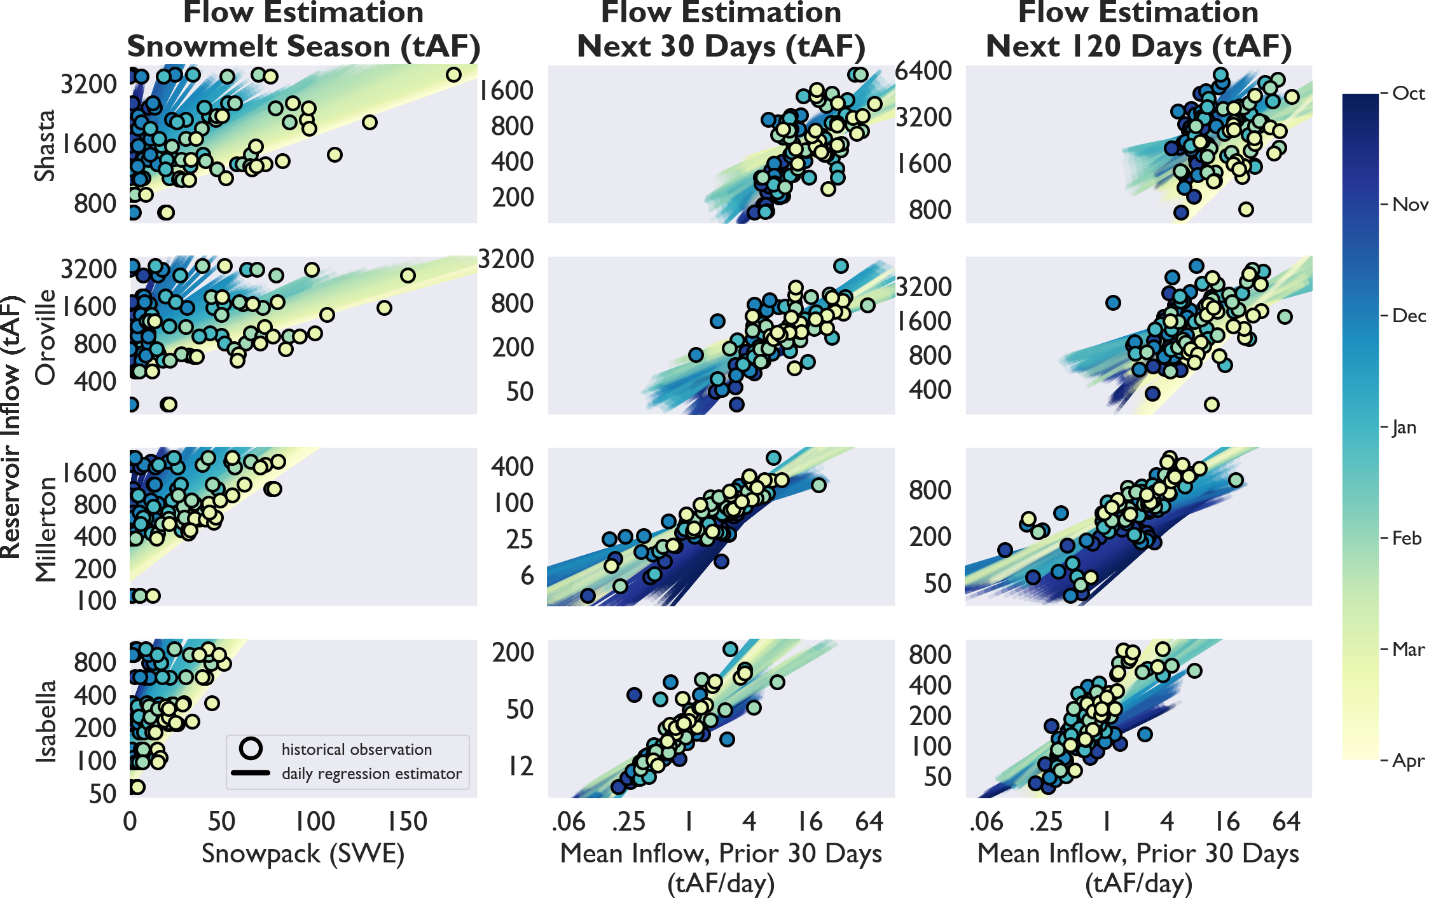 Flow Estimation
Snowmelt Season (tAF)
Flow Estimation
Next 30 Days (tAF)
Flow Estimation
Next 120 Days (tAF)
Reservoir Inflow (tAF)
Shasta
3200
1600
800
1600
800
400
200
6400
3200
1600
800
Oroville
3200
1600
800
400
3200
800
200
50
3200
1600
800
400
Millerton
1600
800
400
200
100
400
100
25
6
800
200
50
Isabella
800
400
200
100
50
200
50
12
800
400
200
100
50
historical observation
daily regression estimator
0 50 100 150
Snowpack (SWE)
.06 .25 1 4 16 64
Mean Inflow, Prior 30 Days
(tAF/day)
.06 .25 1 4 16 64
Mean Inflow, Prior 30 Days
(tAF/day)
Oct
Nov
Dec
Jan
Feb
Mar
Apr